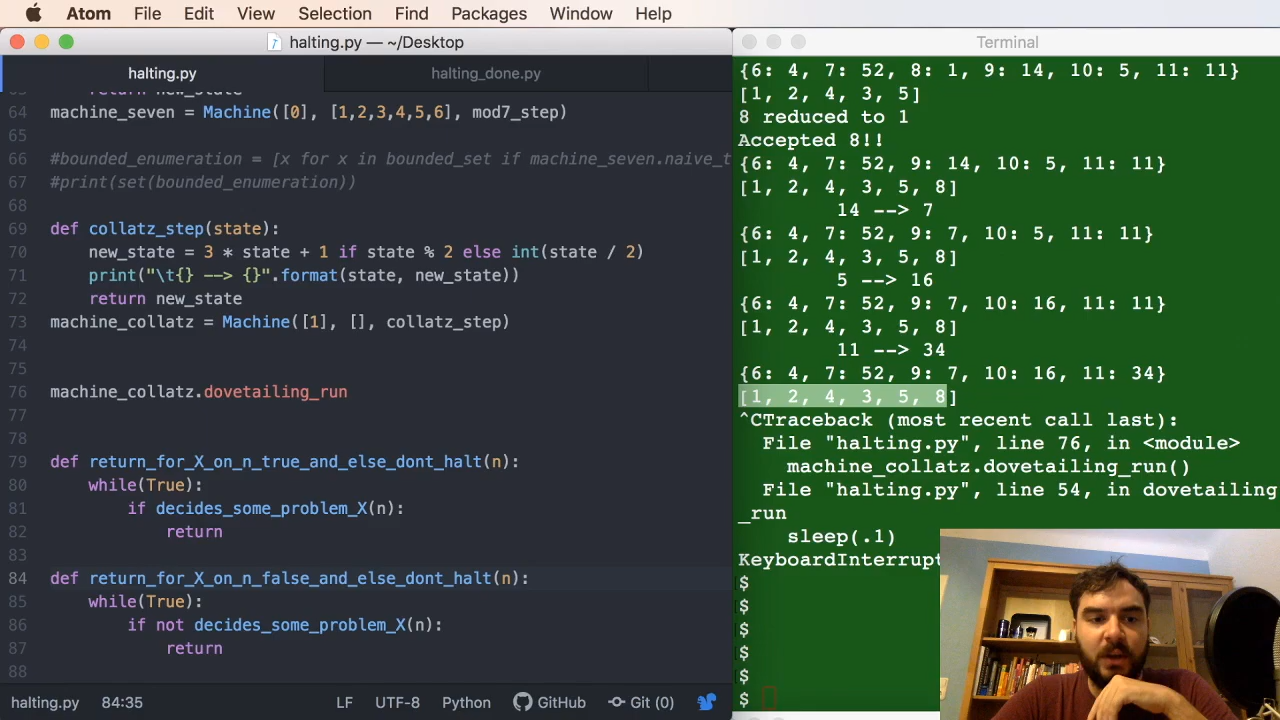 Atom File Edit View Selection Find Packages Window Help
halting.py — ~/Desktop
halting.py
halting_done.py
return new_state
64 machine_seven = Machine([0], [1,2,3,4,5,6], mod7_step)
65
66 #bounded_enumeration = [x for x in bounded_set if machine_seven.naive_t
67 #print(set(bounded_enumeration))
68
69 def collatz_step(state):
70 new_state = 3 * state + 1 if state % 2 else int(state / 2)
71 print("\t{} --> {}".format(state, new_state))
72 return new_state
73 machine_collatz = Machine([1], [], collatz_step)
74
75
76 machine_collatz.dovetailing_run
77
78
79 def return_for_X_on_n_true_and_else_dont_halt(n):
80 while(True):
81 if decides_some_problem_X(n):
82 return
83
84 def return_for_X_on_n_false_and_else_dont_halt(n):
85 while(True):
86 if not decides_some_problem_X(n):
87 return
88
halting.py 84:35 LF UTF-8 Python GitHub Git (0)
Terminal
{6: 4, 7: 52, 8: 1, 9: 14, 10: 5, 11: 11}
[1, 2, 4, 3, 5]
8 reduced to 1
Accepted 8!!
{6: 4, 7: 52, 9: 14, 10: 5, 11: 11}
[1, 2, 4, 3, 5, 8]
14 --> 7
{6: 4, 7: 52, 9: 7, 10: 5, 11: 11}
[1, 2, 4, 3, 5, 8]
5 --> 16
{6: 4, 7: 52, 9: 7, 10: 16, 11: 11}
[1, 2, 4, 3, 5, 8]
11 --> 34
{6: 4, 7: 52, 9: 7, 10: 16, 11: 34}
[1, 2, 4, 3, 5, 8]
^CTraceback (most recent call last):
File "halting.py", line 76, in <module>
machine_collatz.dovetailing_run()
File "halting.py", line 54, in dovetailing
_run
sleep(.1)
KeyboardInterrupt
$
$
$
$
$
$